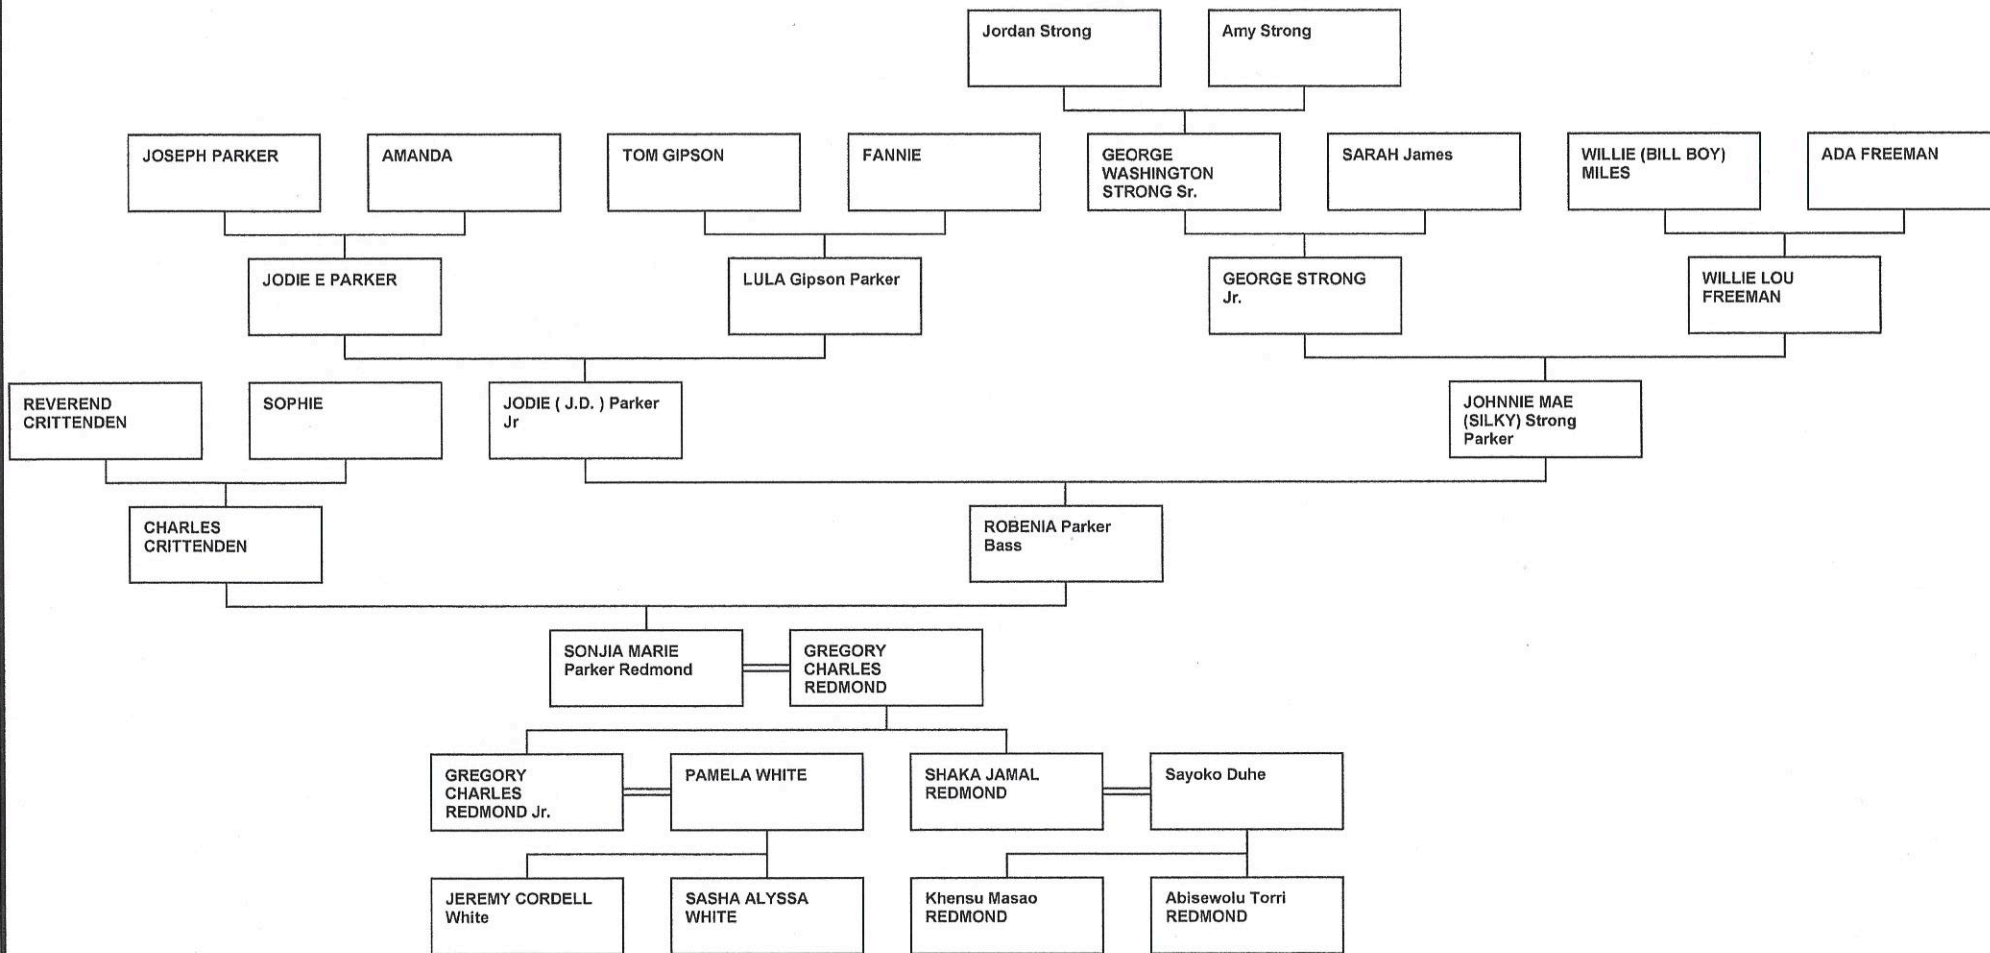 Jordan Strong
Amy Strong
JOSEPH PARKER
AMANDA
TOM GIPSON
FANNIE
GEORGE
WASHINGTON
STRONG Sr.
SARAH James
WILLIE (BILL BOY)
MILES
ADA FREEMAN
JODIE E PARKER
LULA Gipson Parker
GEORGE STRONG
Jr.
WILLIE LOU
FREEMAN
REVEREND
CRITTENDEN
SOPHIE
JODIE ( J.D. ) Parker
Jr
JOHNNIE MAE
(SILKY) Strong
Parker
CHARLES
CRITTENDEN
ROBENIA Parker
Bass
SONJIA MARIE
Parker Redmond
GREGORY
CHARLES
REDMOND
GREGORY
CHARLES
REDMOND Jr.
PAMELA WHITE
SHAKA JAMAL
REDMOND
Sayoko Duhe
JEREMY CORDELL
White
SASHA ALYSSA
WHITE
Khensu Masao
REDMOND
Abisewolu Torri
REDMOND